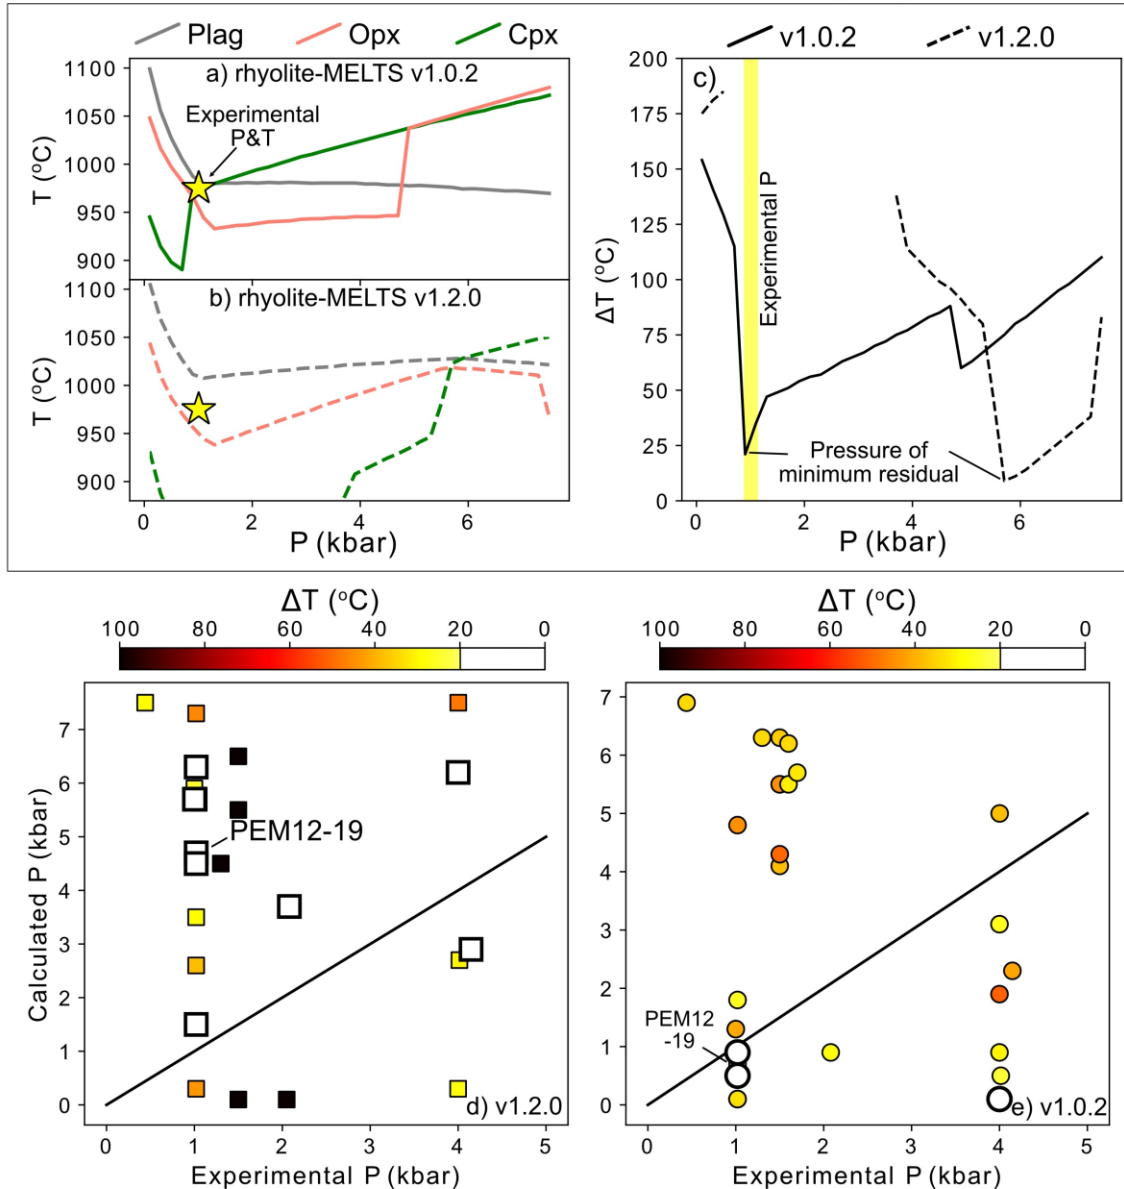 Plag Opx Cpx
v1.0.2 v1.2.0
a) rhyolite-MELTS v1.0.2
Experimental
P&T
T (°C)
1100
1050
1000
950
900
b) rhyolite-MELTS v1.2.0
T (°C)
1100
1050
1000
950
900
0 2 4 6
P (kbar)
c)
ΔT (°C)
200
175
150
125
100
75
50
25
0
Experimental P
Pressure of
minimum residual
0 2 4 6
P (kbar)
ΔT (°C)
100 80 60 40 20 0
Calculated P (kbar)
7
6
5
4
3
2
1
0
PEM12-19
d) v1.2.0
0 1 2 3 4 5
Experimental P (kbar)
ΔT (°C)
100 80 60 40 20 0
7
6
5
4
3
2
1
0
PEM12
-19
e) v1.0.2
0 1 2 3 4 5
Experimental P (kbar)